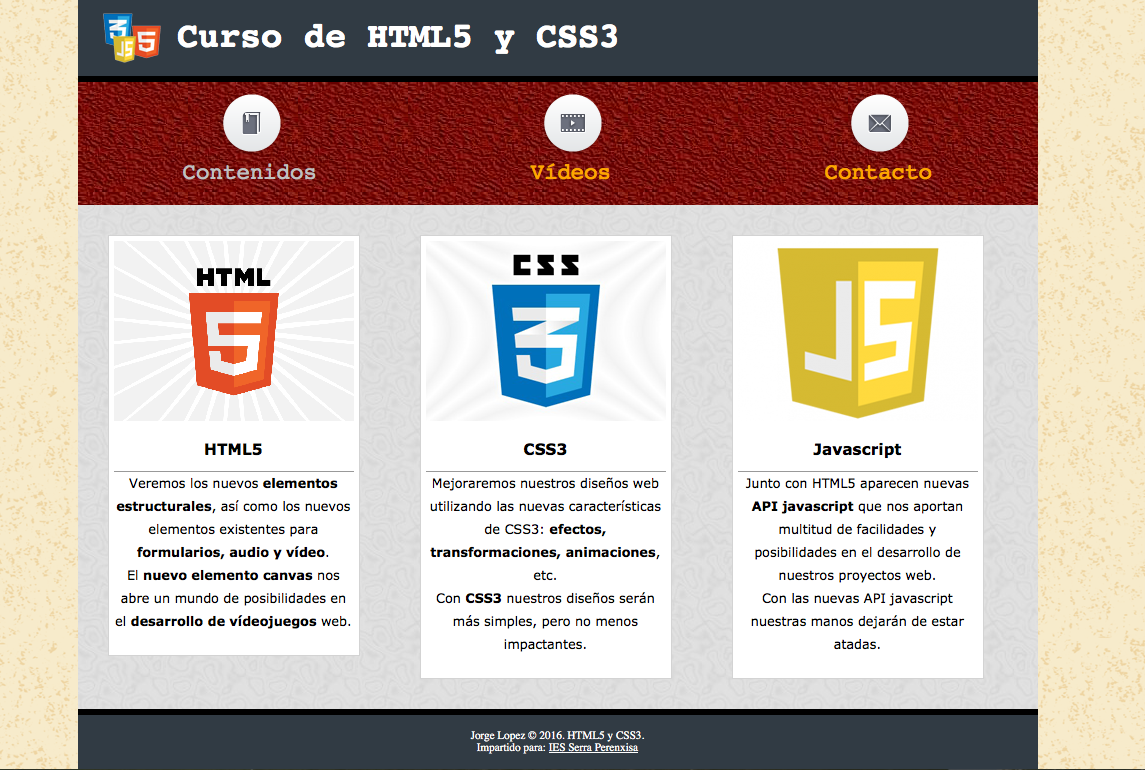 Curso de HTML5 y CSS3
Contenidos
Vídeos
Contacto
HTML
5
HTML5
Veremos los nuevos elementos
estructurales, así como los nuevos
elementos existentes para
formularios, audio y vídeo.
El nuevo elemento canvas nos
abre un mundo de posibilidades en
el desarrollo de vídeojuegos web.
CSS
3
CSS3
Mejoraremos nuestros diseños web
utilizando las nuevas características
de CSS3: efectos,
transformaciones, animaciones,
etc.
Con CSS3 nuestros diseños serán
más simples, pero no menos
impactantes.
JS
Javascript
Junto con HTML5 aparecen nuevas
API javascript que nos aportan
multitud de facilidades y
posibilidades en el desarrollo de
nuestros proyectos web.
Con las nuevas API javascript
nuestras manos dejarán de estar
atadas.
Jorge Lopez © 2016. HTML5 y CSS3.
Impartido para: IES Serra Perenxisa